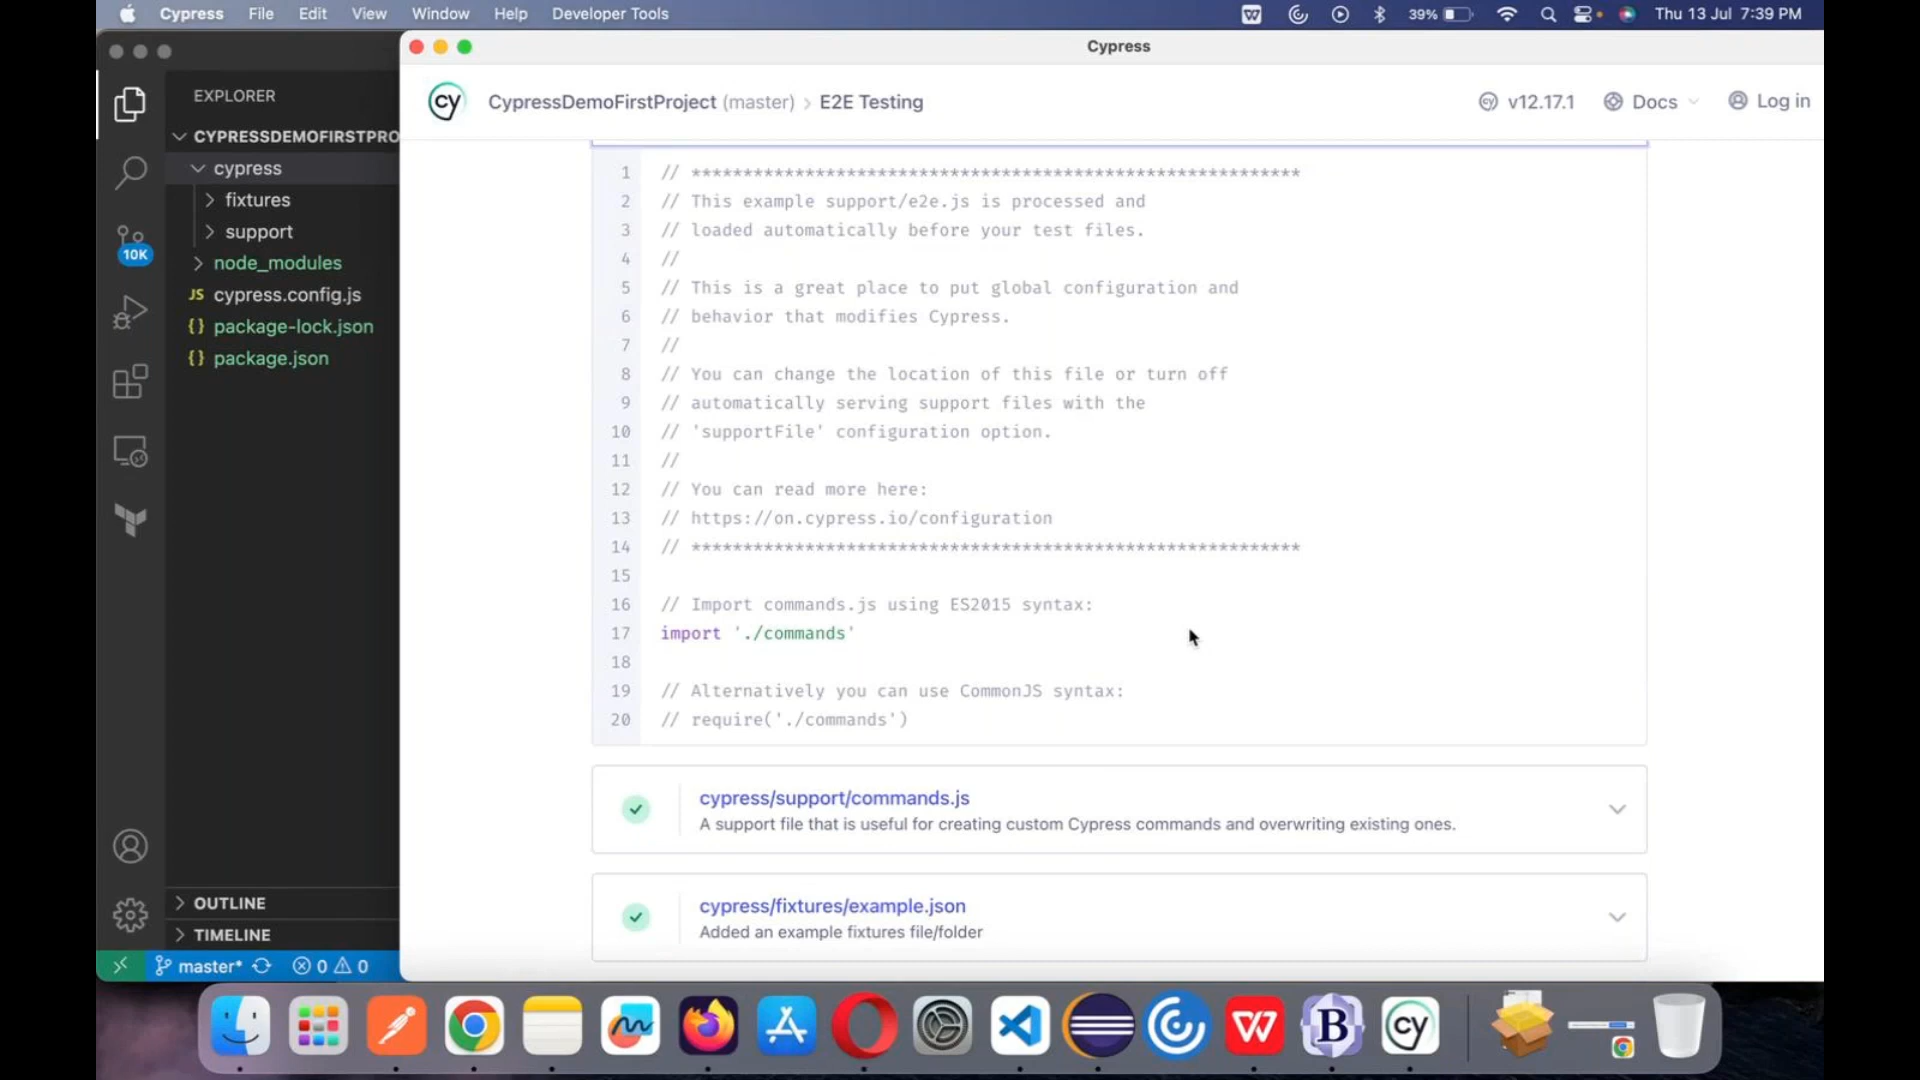 Cypress File Edit View Window Help Developer Tools
39% Thu 13 Jul 7:39 PM
Cypress
EXPLORER
CYPRESSDEMOFIRSTPRO
cypress
fixtures
support
node_modules
JS cypress.config.js
{} package-lock.json
{} package.json
10K
OUTLINE
TIMELINE
master* 0 0
cy CypressDemoFirstProject (master) > E2E Testing
v12.17.1 Docs Log in
1 // ***********************************************************
2 // This example support/e2e.js is processed and
3 // loaded automatically before your test files.
4 //
5 // This is a great place to put global configuration and
6 // behavior that modifies Cypress.
7 //
8 // You can change the location of this file or turn off
9 // automatically serving support files with the
10 // 'supportFile' configuration option.
11 //
12 // You can read more here:
13 // https://on.cypress.io/configuration
14 // ***********************************************************
15
16 // Import commands.js using ES2015 syntax:
17 import './commands'
18
19 // Alternatively you can use CommonJS syntax:
20 // require('./commands')
cypress/support/commands.js
A support file that is useful for creating custom Cypress commands and overwriting existing ones.
cypress/fixtures/example.json
Added an example fixtures file/folder
W B cy